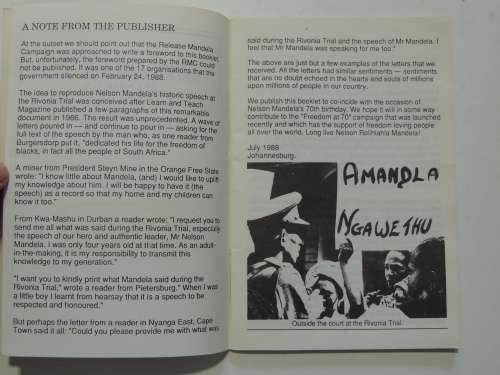 A NOTE FROM THE PUBLISHER
At the outset we should point out that the Release Mandela
Campaign was approached to write a foreword to this booklet.
But, unfortunately, the foreword prepared by the RMC could
not be published. It was one of the 17 organisations that the
government silenced on February 24, 1988.
The idea to reproduce Nelson Mandela's historic speech at
the Rivonia Trial was conceived after Learn and Teach
Magazine published a few paragraphs of this remarkable
document in 1986. The result was unprecedented. A wave of
letters poured in — and continue to pour in — asking for the
full text of the speech by the man who, as one reader from
Burgersdorp put it, "dedicated his life for the freedom of
blacks, in fact all the people of South Africa."
A miner from President Steyn Mine in the Orange Free State
wrote: "I know little about Mandela, (and) I would like to uplift
my knowledge about him. I will be happy to have it (the
speech) as a record so that my home and my children can
know it too."
From Kwa-Mashu in Durban a reader wrote: "I request you to
send me all what was said during the Rivonia Trial, especially
the speech of our hero and authentic leader, Mr Nelson
Mandela. I was only four years old at that time. As an adult-
in-the-making, it is my responsibility to transmit this
knowledge to my generation."
"I want you to kindly print what Mandela said during the
Rivonia Trial," wrote a reader from Pietersburg." When I was
a little boy I learnt from hearsay that it is a speech to be
respected and honoured."
But perhaps the letter from a reader in Nyanga East, Cape
Town said it all: "Could you please provide me with what was
said during the Rivonia Trial and the speech of Mr Mandela. I
feel that Mr Mandela was speaking for me too."
The above are just but a few examples of the letters that we
received. All the letters had similar sentiments — sentiments
that are no doubt echoed in the hearts and souls of millions
upon millions of people in our country.
We publish this booklet to co-incide with the occasion of
Nelson Mandela's 70th birthday. We hope it will in some way
contribute to the "Freedom at 70" campaign that was launched
recently and which has the support of freedom loving people
all over the world. Long live Nelson Rolihlahla Mandela!
July 1988
Johannesburg.
AMANDLA
NGAWETHU
Outside the court at the Rivonia Trial.